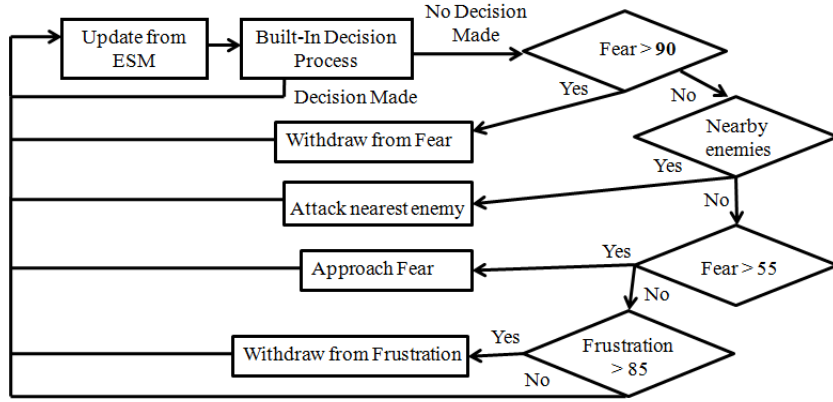 Update from
ESM
Built-In Decision
Process
No Decision
Made
Fear > 90
Decision Made
Yes
No
Withdraw from Fear
Nearby
enemies
Yes
Attack nearest enemy
No
Approach Fear
Yes
Fear > 55
No
Withdraw from Frustration
Yes
Frustration
> 85
No